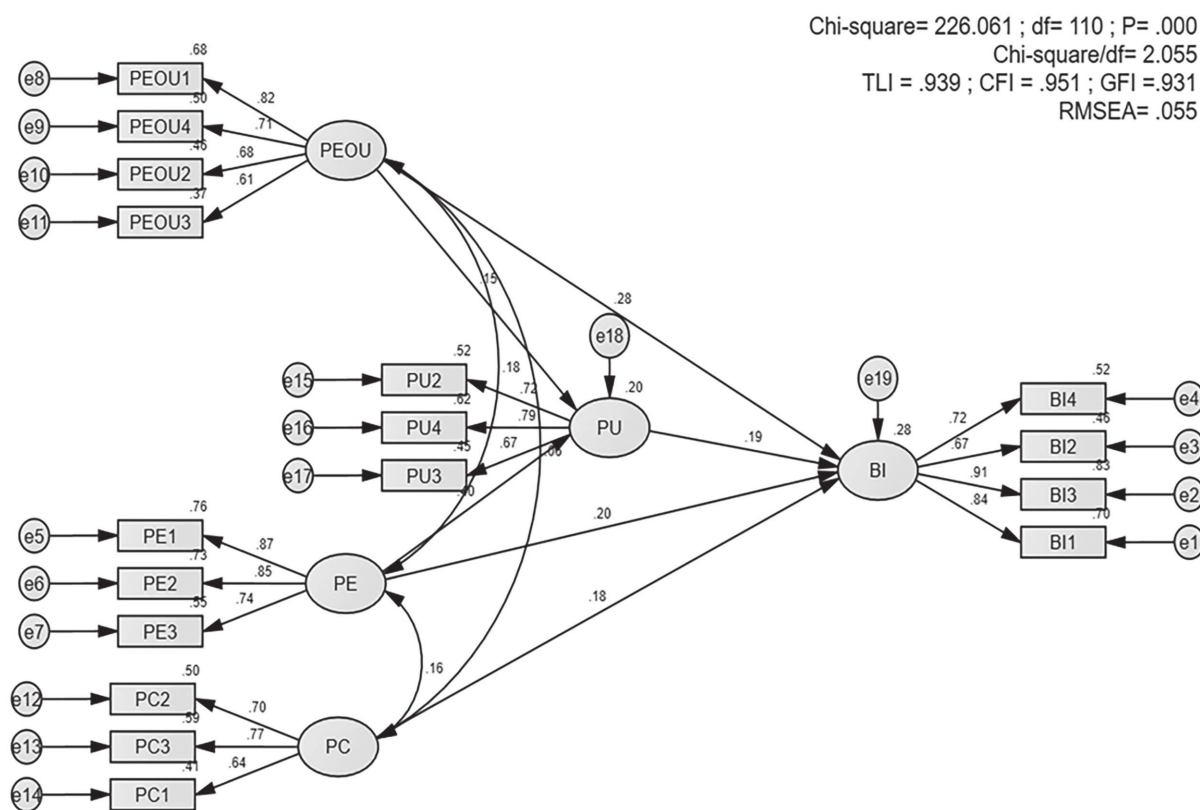 Chi-square= 226.061 ; df= 110 ; P= .000
Chi-square/df= 2.055
TLI = .939 ; CFI = .951 ; GFI =.931
RMSEA= .055
.68
e8 PEOU1
.82
.50
e9 PEOU4
.71
PEOU
.46
e10 PEOU2
.68
.37
e11 PEOU3
.61
.15
.28
e18
.52
.18
.20
e15 PU2
.72
.62
e16 PU4
.79
PU
.45
e17 PU3
.67
.06
.40
.19
e19
.28
BI
.52
.72
BI4 e4
.46
.67
BI2 e3
.83
.91
BI3 e2
.70
.84
BI1 e1
.76
e5 PE1
.87
.73
e6 PE2
.85
PE
.20
.55
e7 PE3
.74
.18
.16
.50
e12 PC2
.70
.59
e13 PC3
.77
PC
.41
e14 PC1
.64